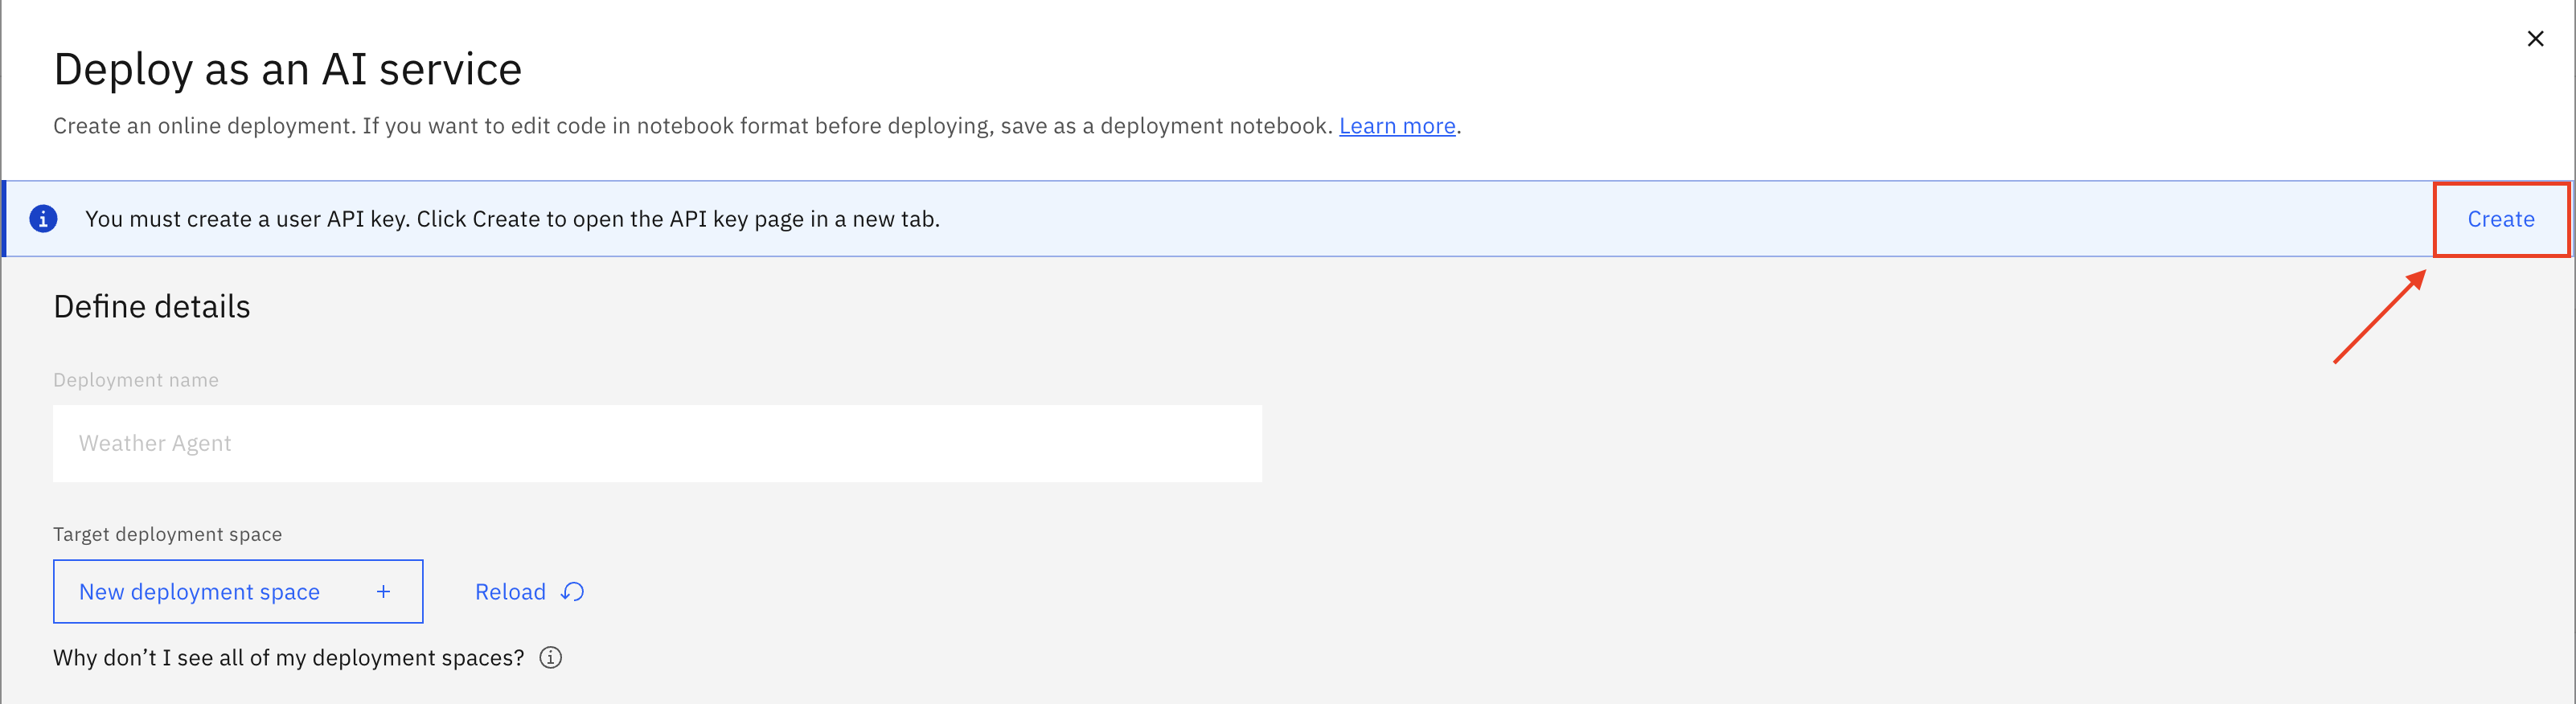 Deploy as an AI service
Create an online deployment. If you want to edit code in notebook format before deploying, save as a deployment notebook. Learn more.
You must create a user API key. Click Create to open the API key page in a new tab.
Create
Define details
Deployment name
Weather Agent
Target deployment space
New deployment space +
Reload
Why don’t I see all of my deployment spaces?